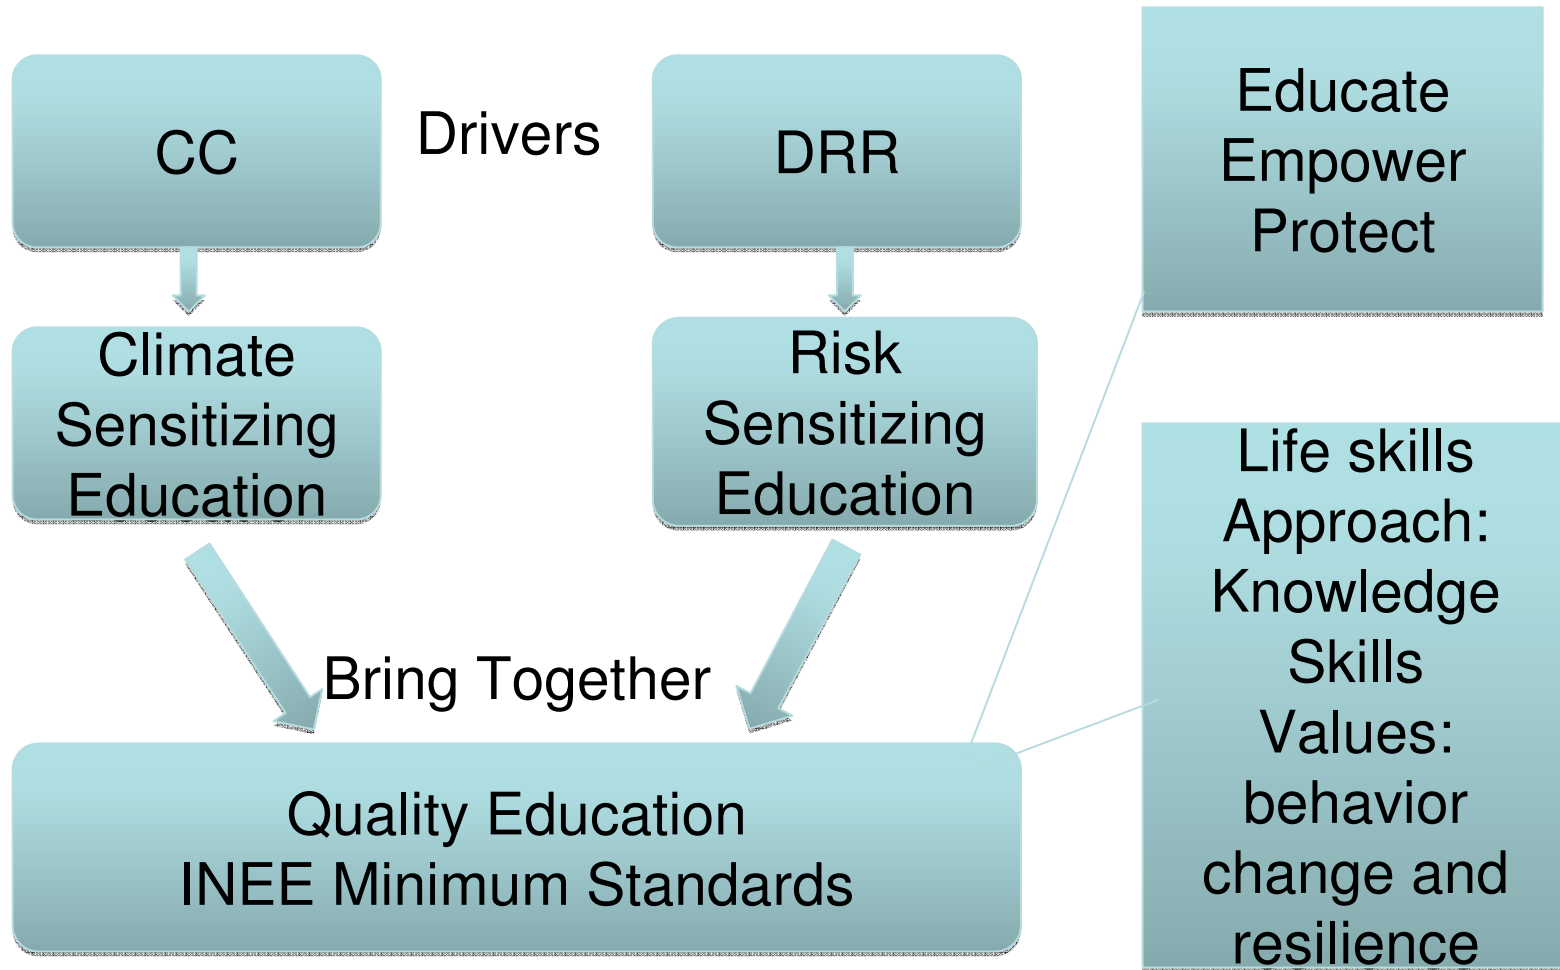 CC
Drivers
DRR
Climate
Sensitizing
Education
Risk
Sensitizing
Education
Bring Together
Quality Education
INEE Minimum Standards
Educate
Empower
Protect
Life skills
Approach:
Knowledge
Skills
Values:
behavior
change and
resilience